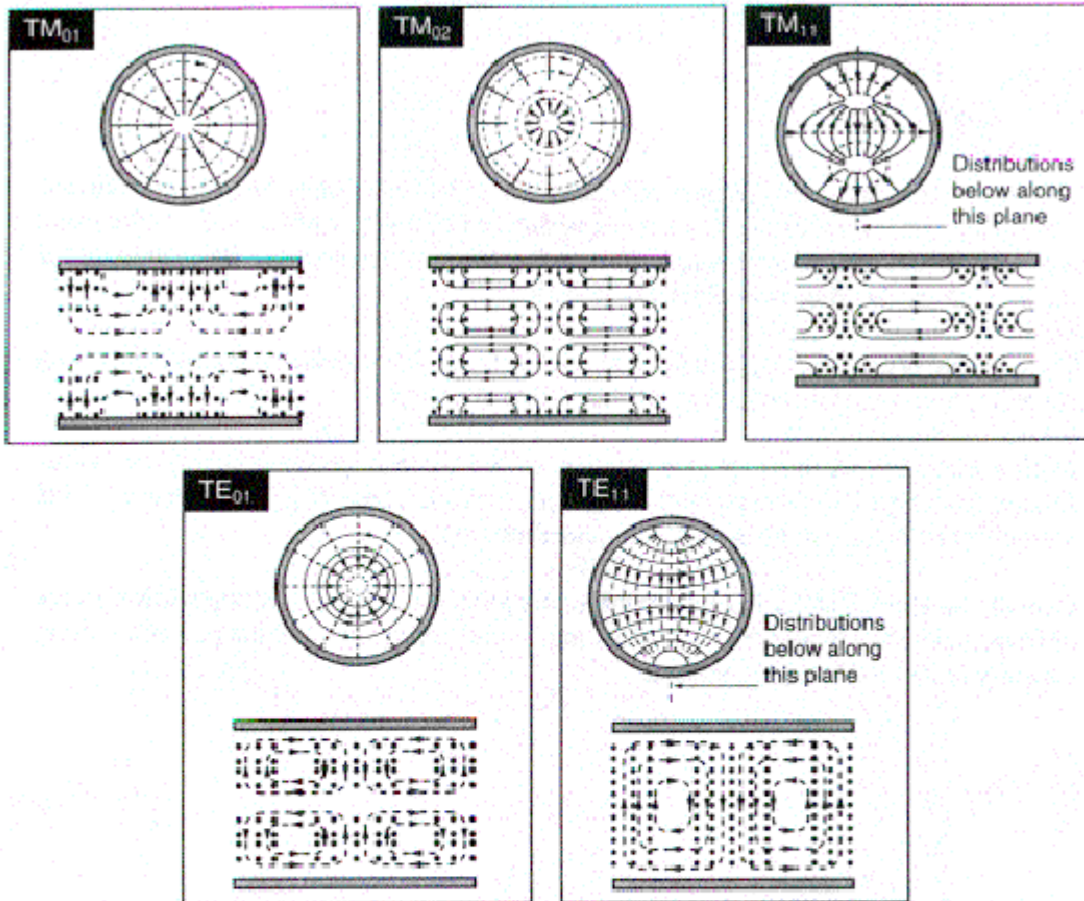 TM₀₁
TM₀₂
TM₁₁
Distributions
below along
this plane
TE₀₁
TE₁₁
Distributions
below along
this plane